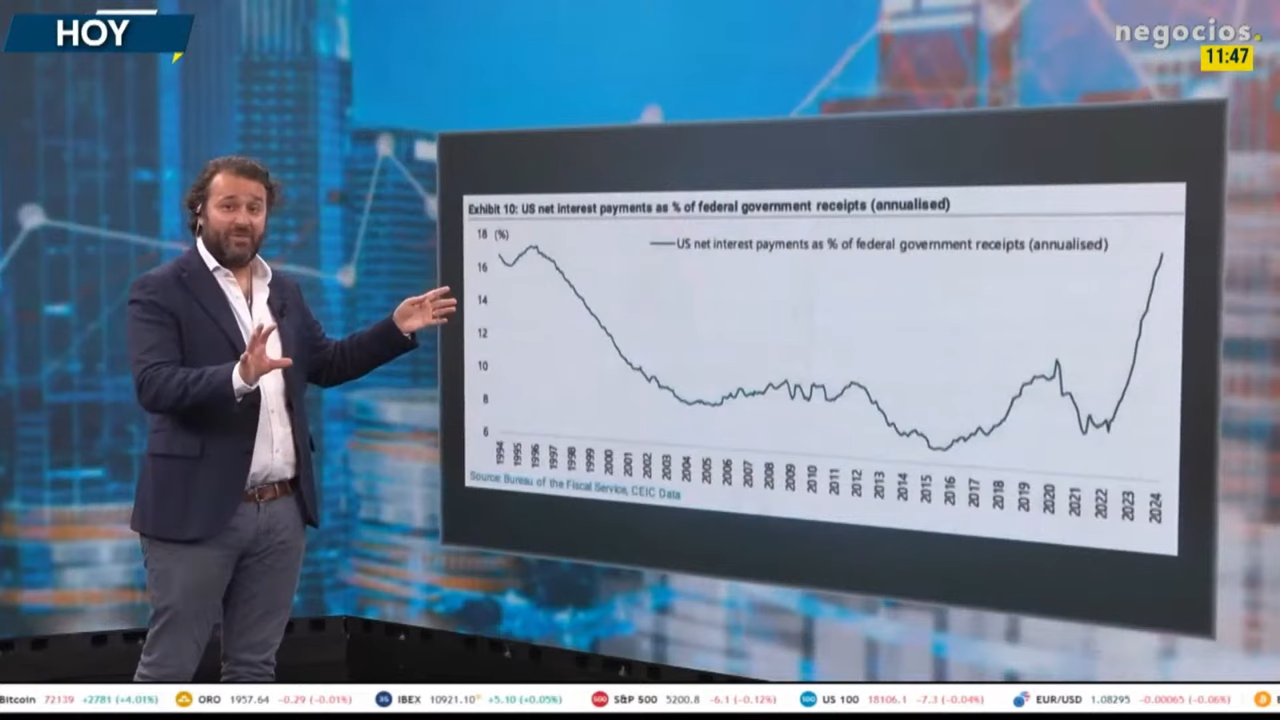 HOY
negocios.
11:47
Exhibit 10: US net interest payments as % of federal government receipts (annualised)
18 (%)
US net interest payments as % of federal government receipts (annualised)
16
14
12
10
8
6
1994 1995 1996 1997 1998 1999 2000 2001 2002 2003 2004 2005 2006 2007 2008 2009 2010 2011 2012 2013 2014 2015 2016 2017 2018 2019 2020 2021 2022 2023 2024
Source: Bureau of the Fiscal Service, CEIC Data
Bitcoin 72139 +2781 (+4.01%) ORO 1957.64 -0.29 (-0.01%) 35 IBEX 10921.10 +5.10 (+0.05%) 500 S&P 500 5200.8 -6.1 (-0.12%) 100 US 100 18106.1 -7.3 (-0.04%) EUR/USD 1.08295 -0.00065 (-0.06%)